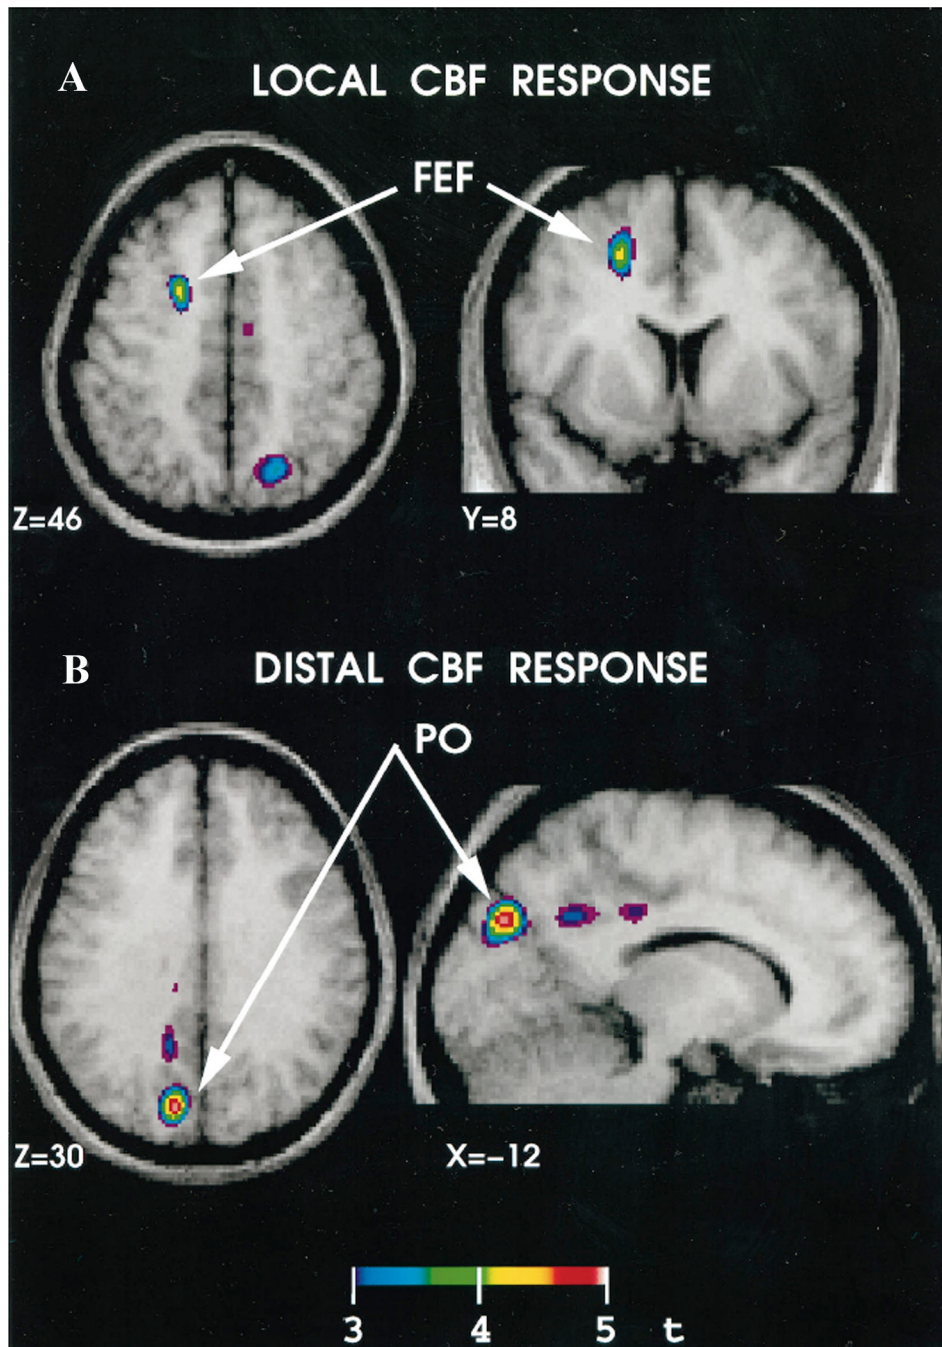 A
LOCAL CBF RESPONSE
FEF
Z=46
Y=8
B
DISTAL CBF RESPONSE
PO
Z=30
X=-12
3 4 5 t